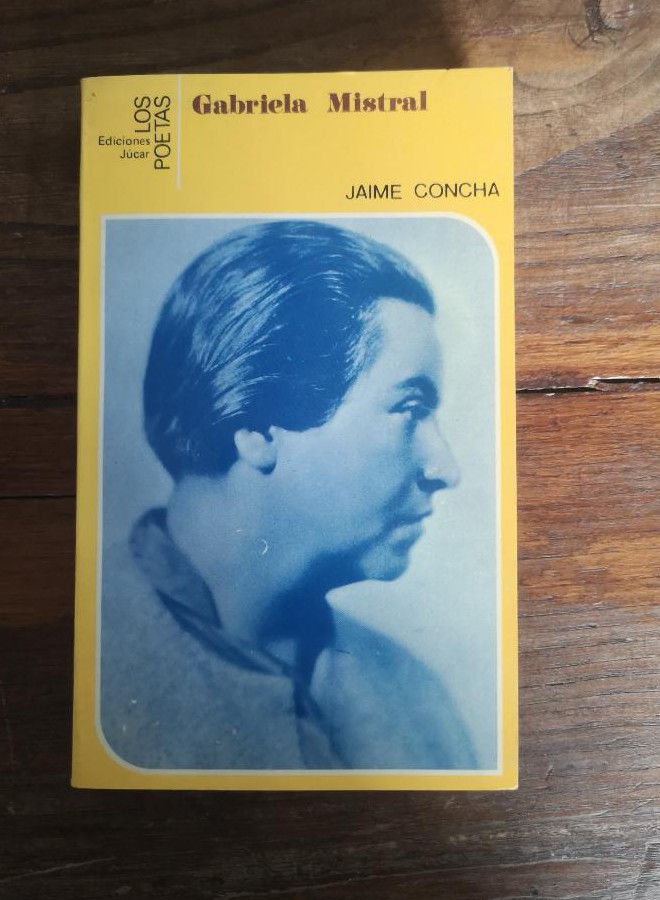 Ediciones
Júcar
LOS
POETAS
Gabriela Mistral
JAIME CONCHA